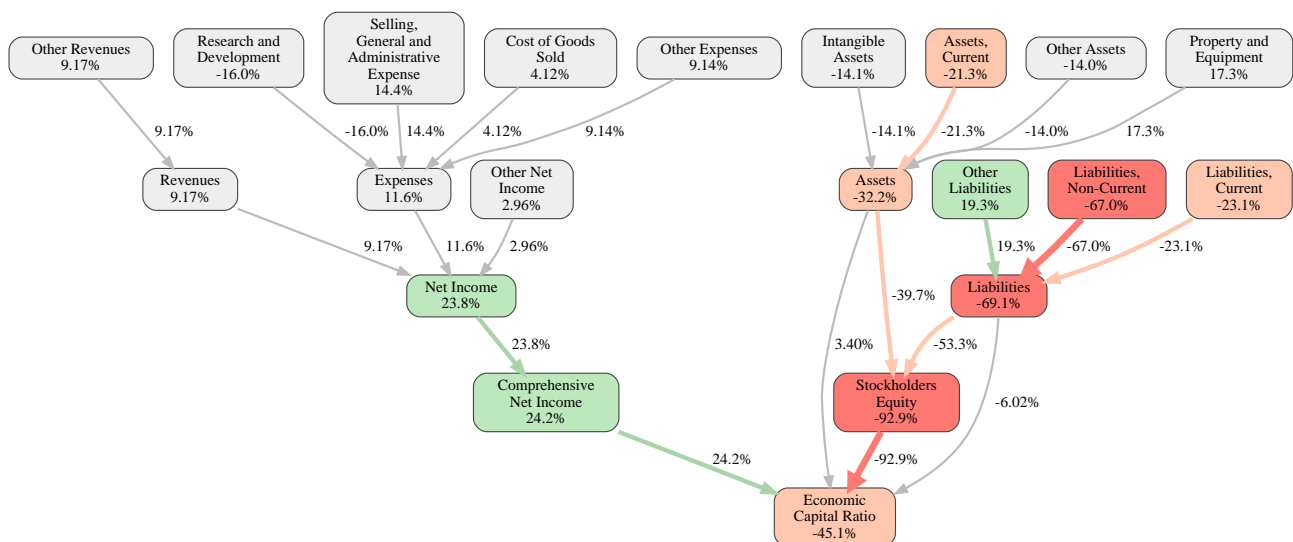 Other Revenues
9.17%
Research and
Development
-16.0%
Selling,
General and
Administrative
Expense
14.4%
Cost of Goods
Sold
4.12%
Other Expenses
9.14%
Intangible
Assets
-14.1%
Assets,
Current
-21.3%
Other Assets
-14.0%
Property and
Equipment
17.3%
9.17%
-16.0%
14.4%
4.12%
9.14%
-14.1%
-21.3%
-14.0%
17.3%
Revenues
9.17%
Expenses
11.6%
Other Net
Income
2.96%
Assets
-32.2%
Other
Liabilities
19.3%
Liabilities,
Non-Current
-67.0%
Liabilities,
Current
-23.1%
9.17%
11.6%
2.96%
19.3%
-67.0%
-23.1%
Net Income
23.8%
Liabilities
-69.1%
-39.7%
23.8%
3.40%
-53.3%
Comprehensive
Net Income
24.2%
Stockholders
Equity
-92.9%
-6.02%
24.2%
-92.9%
Economic
Capital Ratio
-45.1%